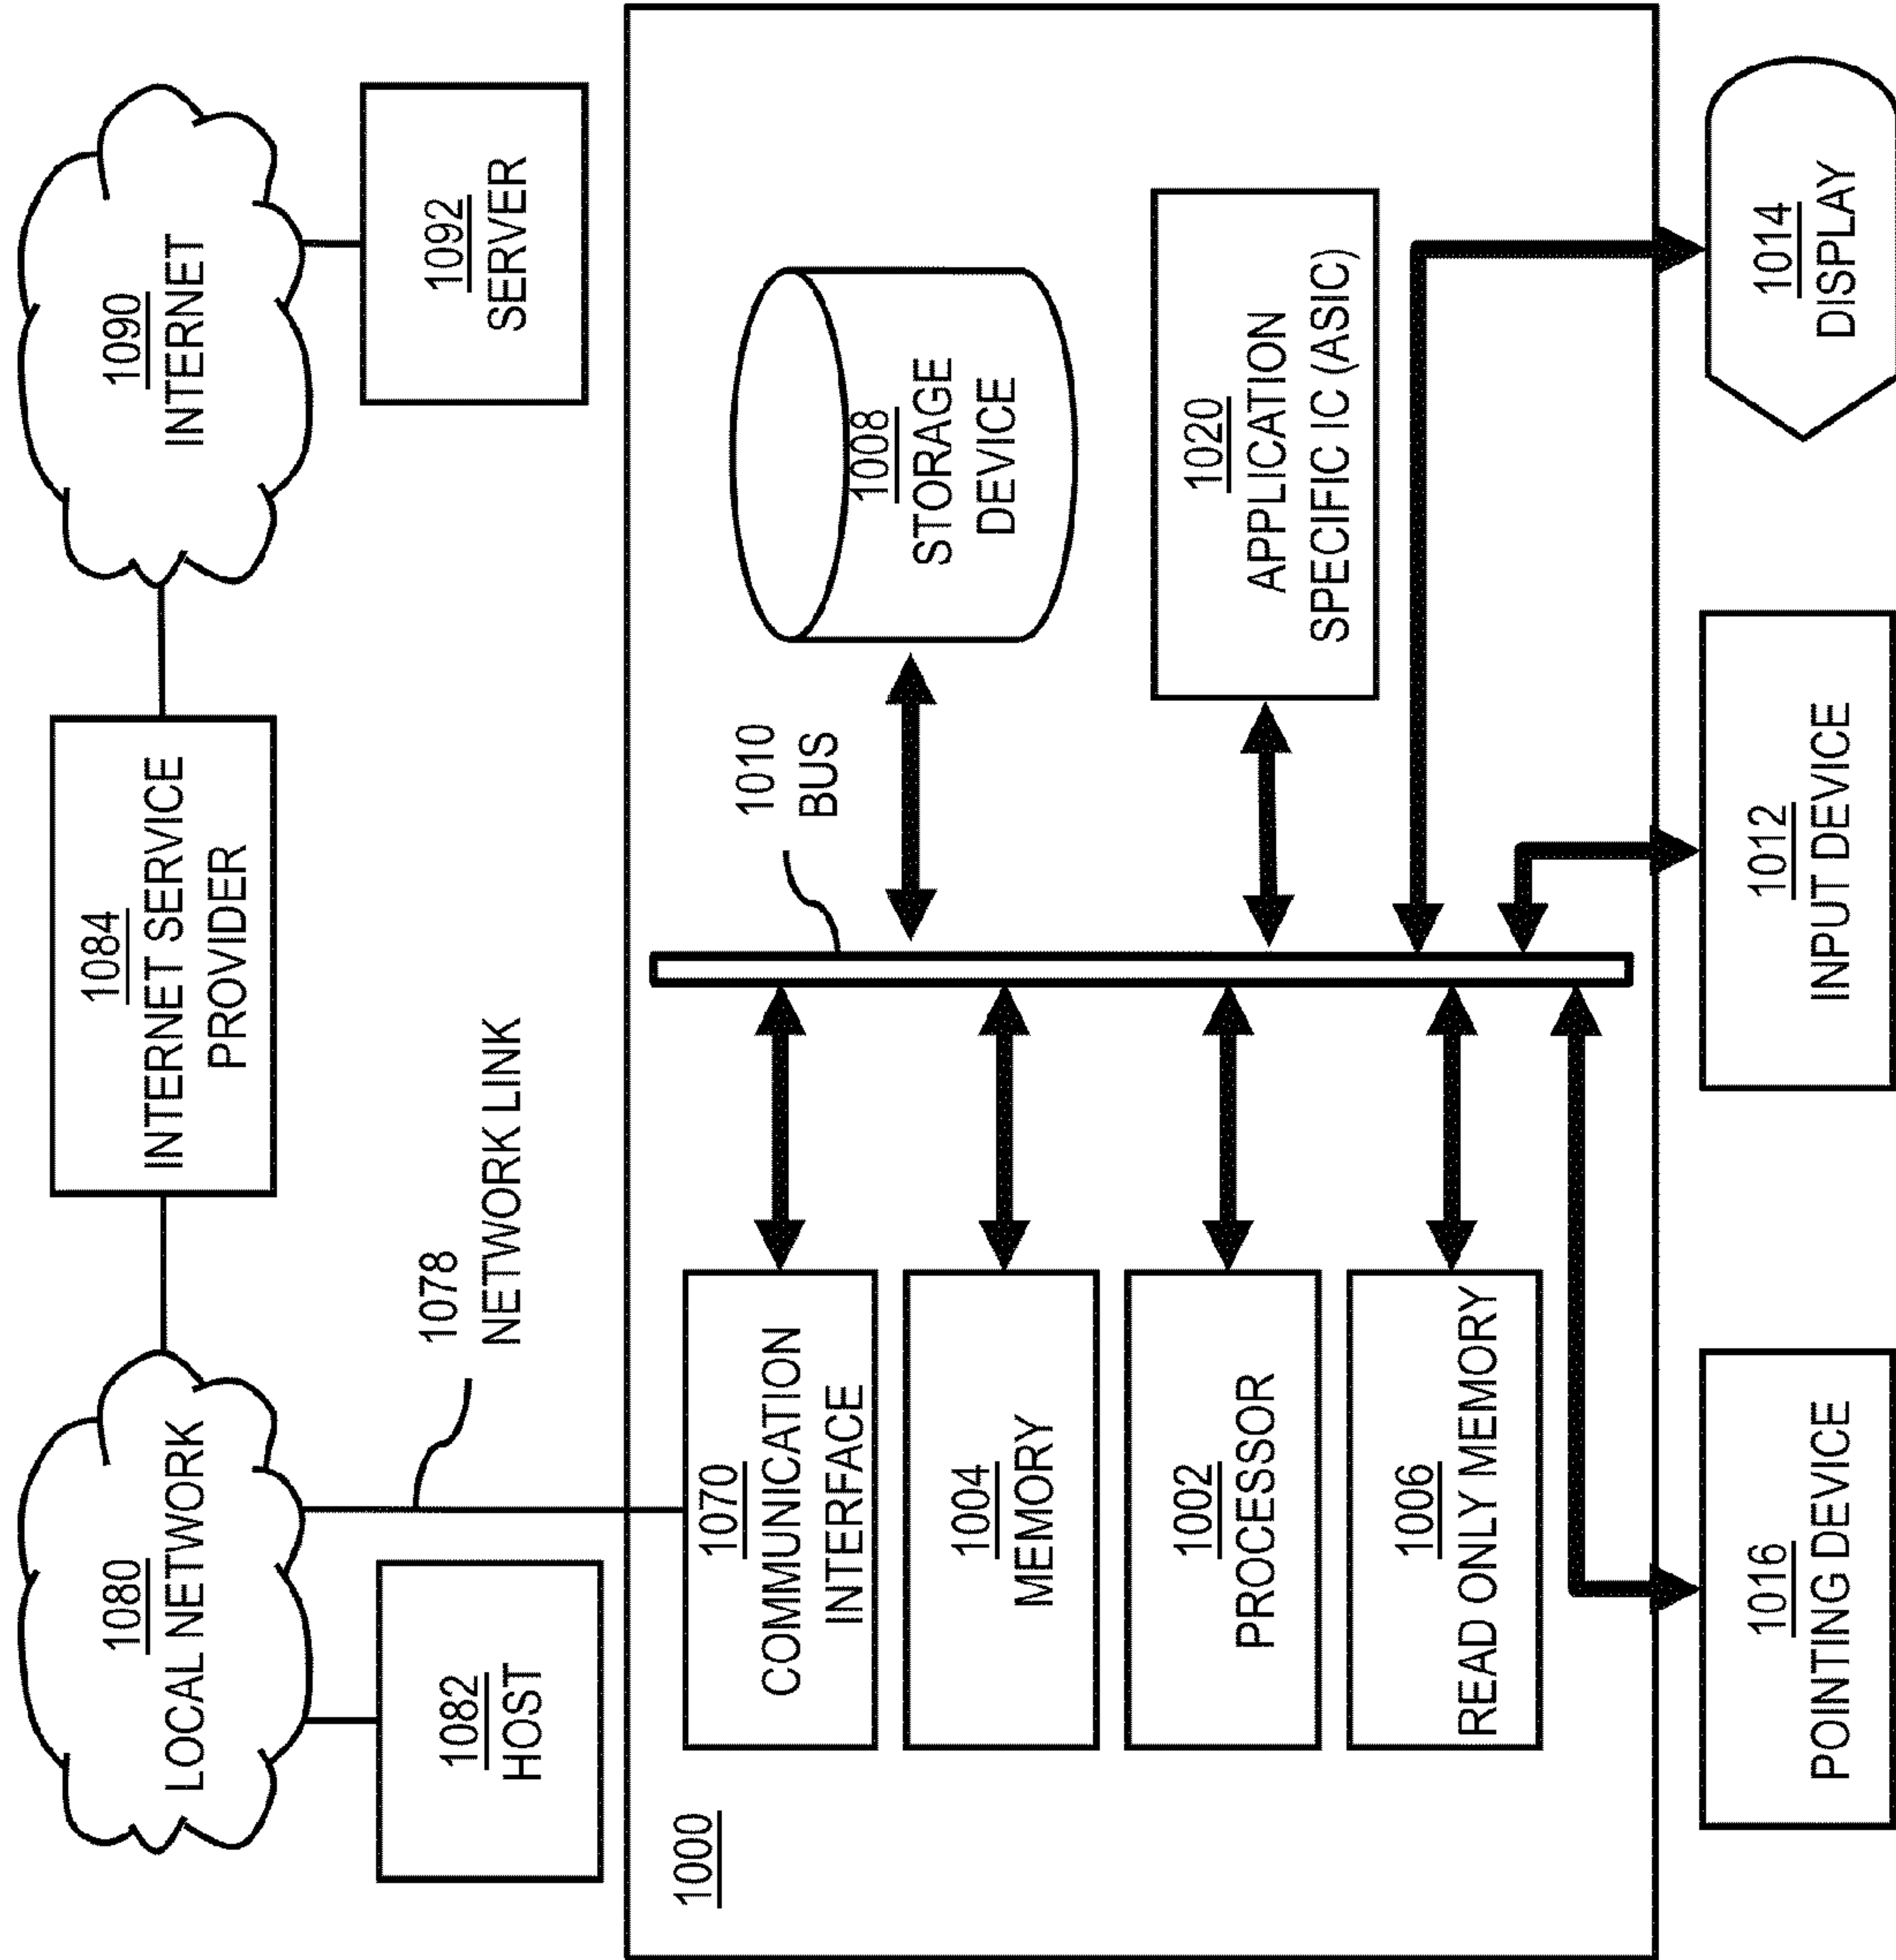 1080
LOCAL NETWORK
1084
INTERNET SERVICE
PROVIDER
1090
INTERNET
1082
HOST
1078
NETWORK LINK
1092
SERVER
1000
1070
COMMUNICATION
INTERFACE
1010
BUS
1008
STORAGE
DEVICE
1004
MEMORY
1002
PROCESSOR
1020
APPLICATION
SPECIFIC IC (ASIC)
1006
READ ONLY MEMORY
1016
POINTING DEVICE
1012
INPUT DEVICE
1014
DISPLAY